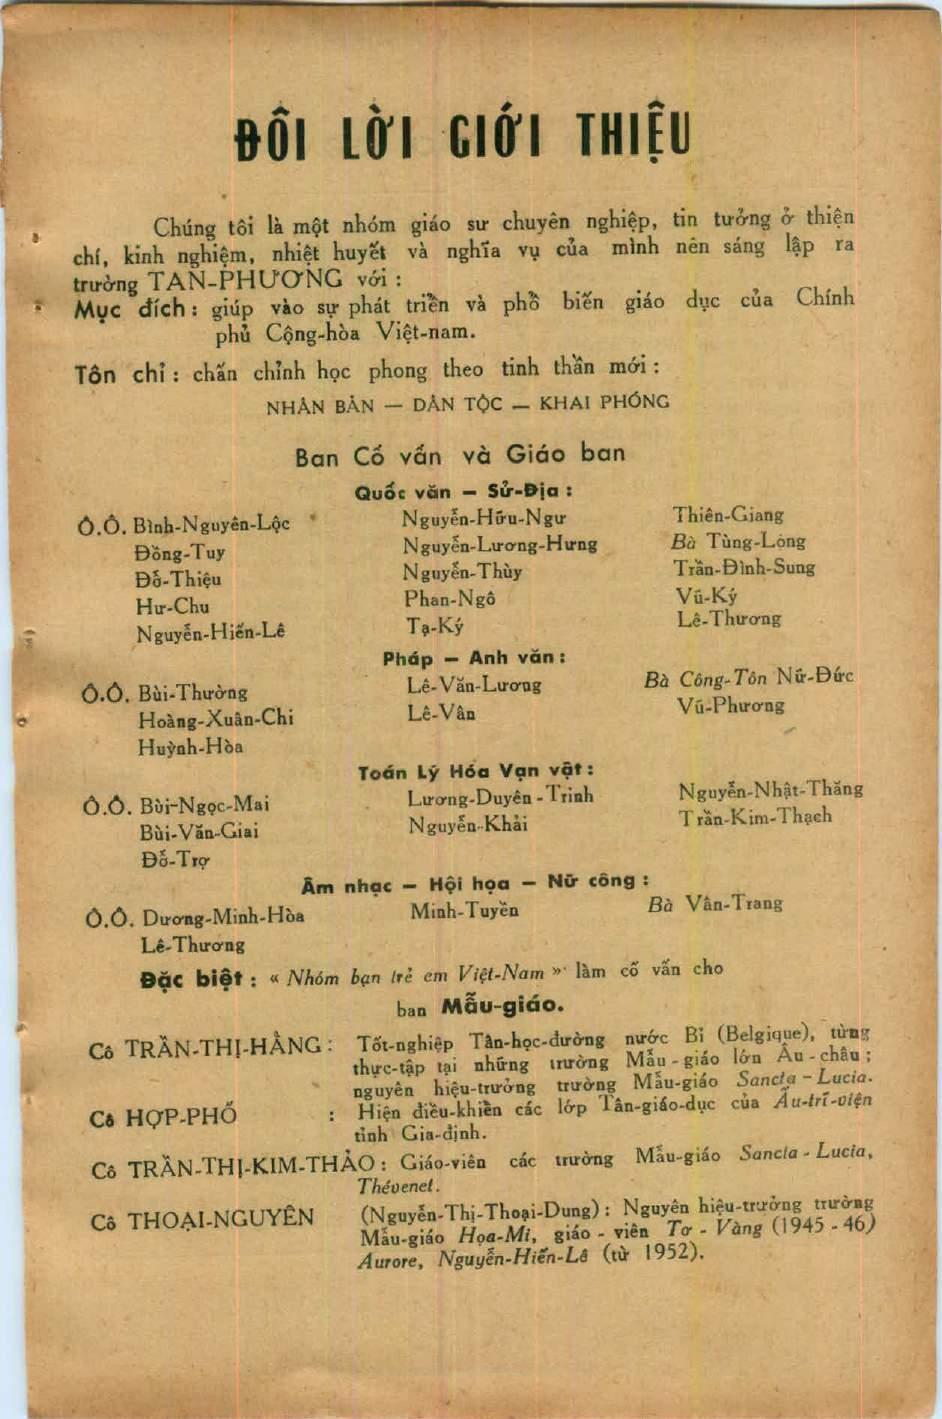 ĐÔI LỜI GIỚI THIỆU
Chúng tôi là một nhóm giáo sư chuyên nghiệp, tin tưởng ở thiện
chí, kinh nghiệm, nhiệt huyết và nghĩa vụ của mình nên sáng lập ra
trường TAN-PHƯƠNG với :
Mục đích : giúp vào sự phát triển và phổ biến giáo dục của Chính
phủ Cộng-hòa Việt-nam.
Tôn chỉ : chấn chỉnh học phong theo tinh thần mới :
NHÂN BẢN — DÂN TỘC — KHAI PHÓNG
Ban Cố vấn và Giáo ban
Quốc văn — Sử-Địa :
Ô.Ô. Bình-Nguyên-Lộc Nguyễn-Hữu-Ngư Thiên-Giang
Đồng-Tuy Nguyễn-Lương-Hưng Bà Tùng-Long
Đỗ-Thiệu Nguyễn-Thùy Trần-Đình-Sung
Hư-Chu Phan-Ngô Vũ-Ký
Nguyễn-Hiến-Lê Tạ-Ký Lê-Thương
Pháp — Anh văn :
Ô.Ô. Bùi-Thường Lê-Văn-Lương Bà Công-Tôn Nữ-Đức
Hoàng-Xuân-Chi Lê-Vân Vũ-Phương
Huỳnh-Hòa
Toán Lý Hóa Vạn vật :
Ô.Ô. Bùi-Ngọc-Mai Lương-Duyên-Trinh Nguyễn-Nhật-Thăng
Bùi-Văn-Giai Nguyễn-Khải Trần-Kim-Thạch
Đỗ-Trợ
Âm nhạc — Hội họa — Nữ công :
Ô.Ô. Dương-Minh-Hòa Minh-Tuyền Bà Vân-Trang
Lê-Thương
Đặc biệt : « Nhóm bạn trẻ em Việt-Nam » làm cố vấn cho
ban Mẫu-giáo.
Cô TRẦN-THỊ-HẰNG : Tốt-nghiệp Tân-học-đường nước Bỉ (Belgique), từng
thực-tập tại những trường Mẫu-giáo lớn Âu-châu ;
nguyên hiệu-trưởng trường Mẫu-giáo Sancta-Lucia.
Cô HỢP-PHỐ : Hiện điều-khiển các lớp Tân-giáo-dục của Ấu-trĩ-viện
tỉnh Gia-định.
Cô TRẦN-THỊ-KIM-THẢO : Giáo-viên các trường Mẫu-giáo Sancta-Lucia,
Thévenet.
Cô THOẠI-NGUYÊN (Nguyễn-Thị-Thoại-Dung) : Nguyên hiệu-trưởng trường
Mẫu-giáo Họa-Mi, giáo-viên Tơ-Vàng (1945-46)
Aurore, Nguyễn-Hiến-Lê (từ 1952).